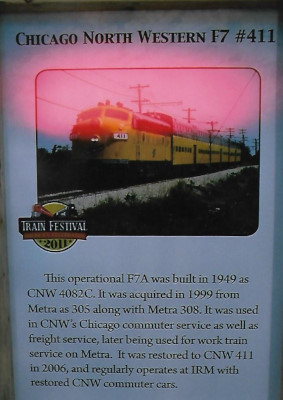 CHICAGO NORTH WESTERN F7 #411
411
TRAIN FESTIVAL
2011
This operational F7A was built in 1949 as
CNW 4082C. It was acquired in 1999 from
Metra as 305 along with Metra 308. It was used
in CNW's Chicago commuter service as well as
freight service, later being used for work train
service on Metra. It was restored to CNW 411
in 2006, and regularly operates at IRM with
restored CNW commuter cars.